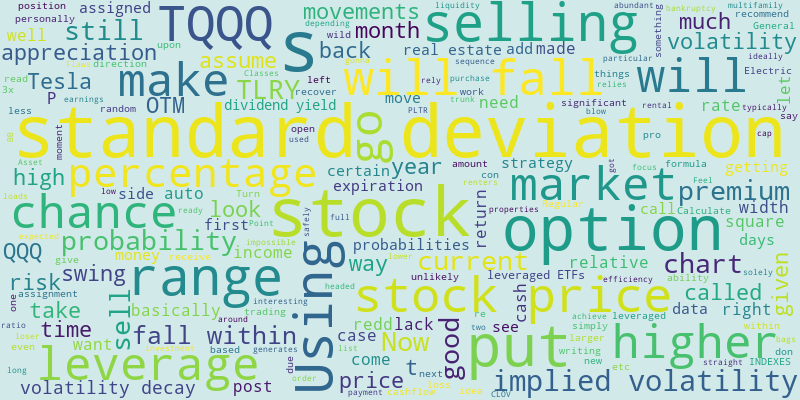 position assigned TQQQ movements selling liquidity something abundant multifamily bankruptcy recommend
personally well still s month depending wild real estate add made much General
appreciation assume back volatility ideally
Tesla make will fall will direction
TLRY left dividend yield move rely sequence purchase particular things relies Electric
read 3x P OTM recover Classes upon earnings need work PLTR significant rate typically let
less random open trunk blow pro cap say
standard deviation
moment go used
percentage certain year amount strategy formula getting
high low side auto expiration con market premium
chance Turn look stock return option call Calculate width
ready first Point properties regular Feel square
probability probabilities renters days
QQQ give money income impossible safely full way current relative chart
risk swing range Using unlikely leveraged ETFs efficiency called solely
assignment interesting trading headed cash stock price ability given
one take basically lack re achieve leveraged data right
ratio time sell fall within case redd good see two simply larger within
loser want Now put writing list higher
even leverage due based generates around t come next new etc don bags
long price order straight implied volatility INDEXES
volatility decay post payment cashflow CLOV